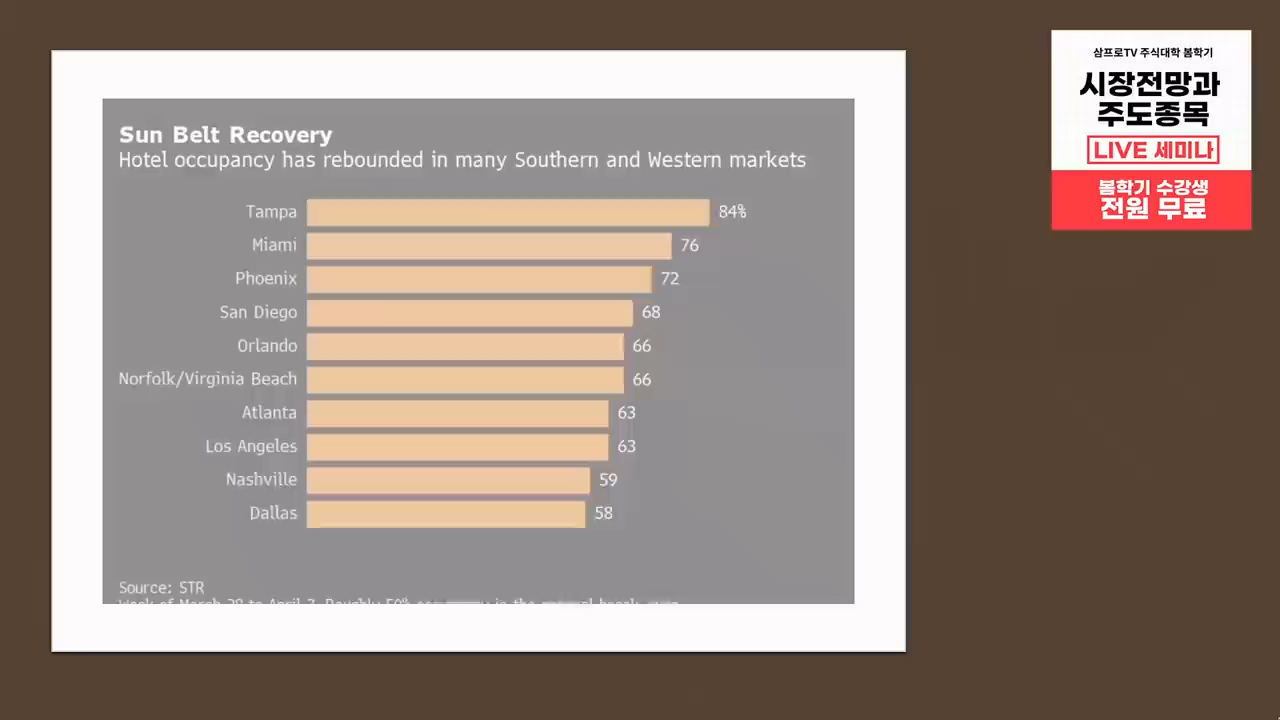 Sun Belt Recovery
Hotel occupancy has rebounded in many Southern and Western markets
Tampa 84%
Miami 76
Phoenix 72
San Diego 68
Orlando 66
Norfolk/Virginia Beach 66
Atlanta 63
Los Angeles 63
Nashville 59
Dallas 58
Source: STR
삼프로TV 주식대학 봄학기
시장전망과
주도종목
LIVE 세미나
봄학기 수강생
전원 무료